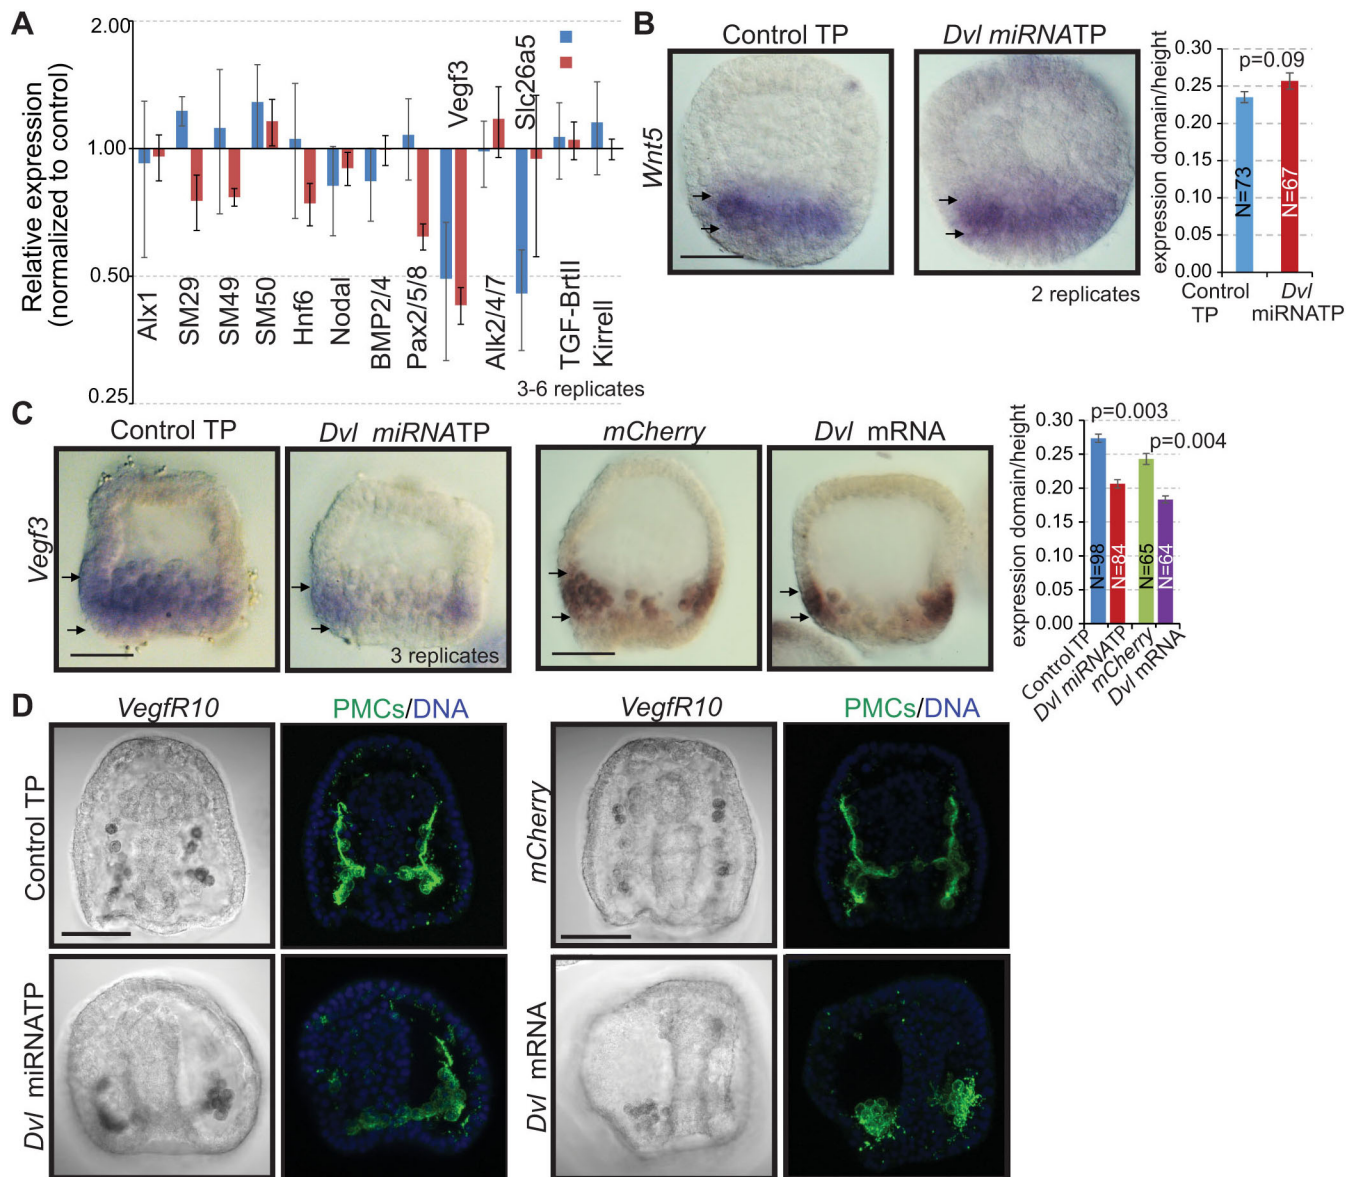 A
2.00
1.00
0.50
0.25
Relative expression
(normalized to control)
Alx1
SM29
SM49
SM50
Hnf6
Nodal
BMP2/4
Pax2/5/8
Vegf3
Alk2/4/7
Slc26a5
TGF-BrtII
Kirrell
3-6 replicates
B
Control TP
Dvl miRNATP
Wnt5
2 replicates
expression domain/height
0.30
0.25
0.20
0.15
0.10
0.05
0.00
p=0.09
N=73
N=67
Control
TP
Dvl
miRNATP
C
Control TP
Dvl miRNATP
mCherry
Dvl mRNA
Vegf3
3 replicates
expression domain/height
0.30
0.25
0.20
0.15
0.10
0.05
0.00
p=0.003
p=0.004
N=98
N=84
N=65
N=64
Control TP
Dvl miRNATP
mCherry
Dvl mRNA
D
VegfR10
PMCs/DNA
VegfR10
PMCs/DNA
Control TP
mCherry
Dvl miRNATP
Dvl mRNA